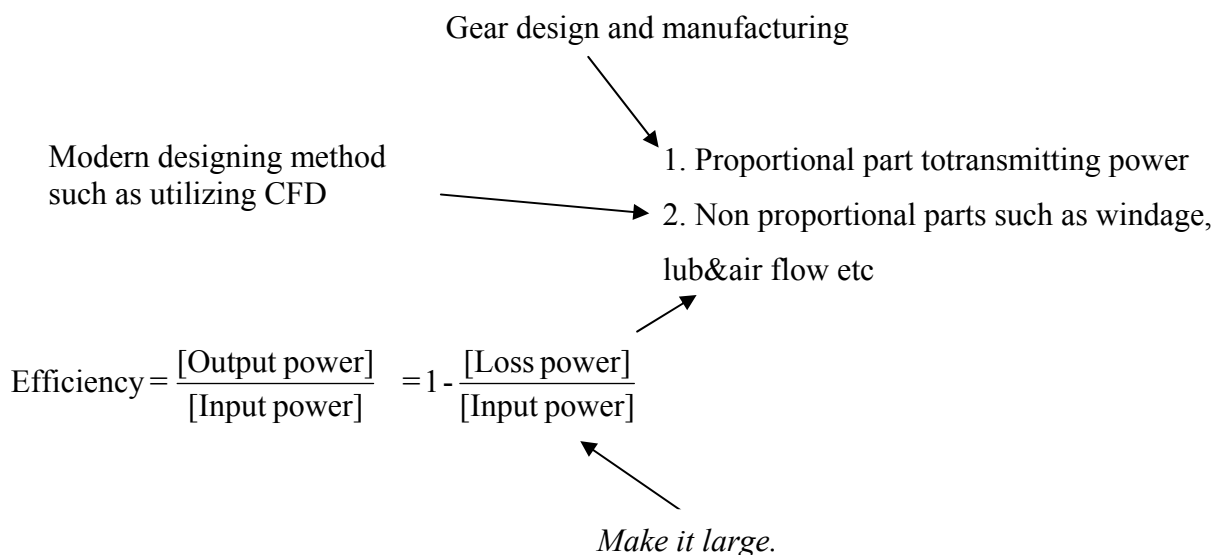 Gear design and manufacturing
Modern designing method
such as utilizing CFD
1. Proportional part totransmitting power
2. Non proportional parts such as windage,
lub&air flow etc
Efficiency = [Output power] / [Input power] = 1 - [Loss power] / [Input power]
Make it large.